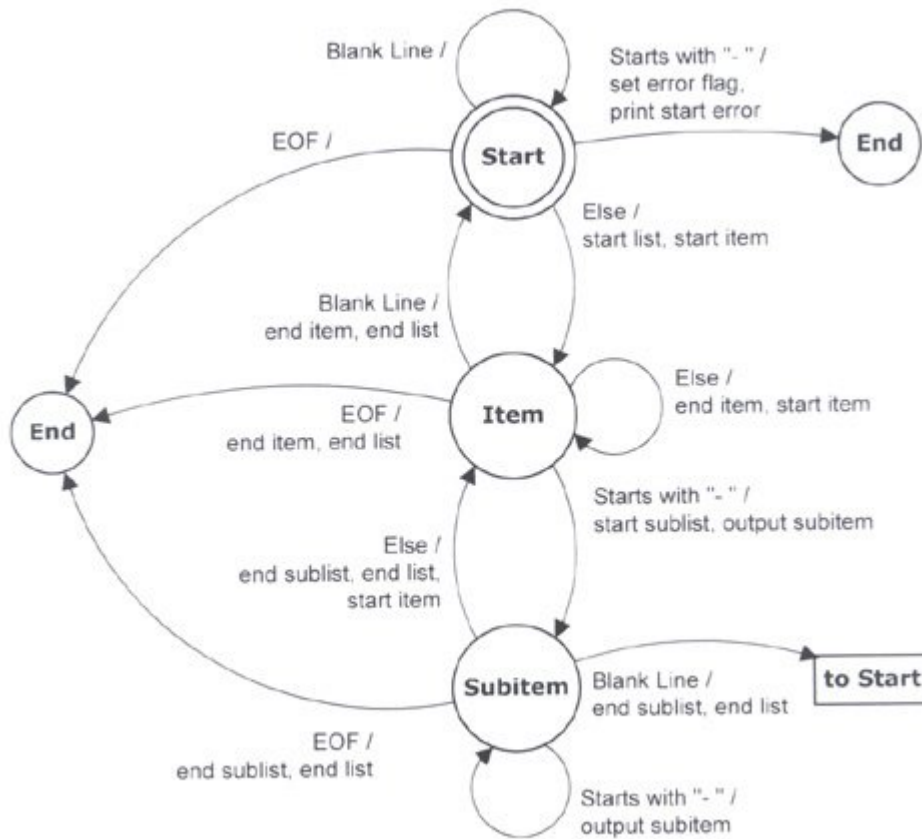 Blank Line /
Starts with "- " /
set error flag,
print start error
EOF /
Start
End
Else /
start list, start item
Blank Line /
end item, end list
Else /
end item, start item
End
EOF /
end item, end list
Item
Starts with "- " /
start sublist, output subitem
Else /
end sublist, end list,
start item
Subitem
Blank Line /
end sublist, end list
to Start
EOF /
end sublist, end list
Starts with "- " /
output subitem